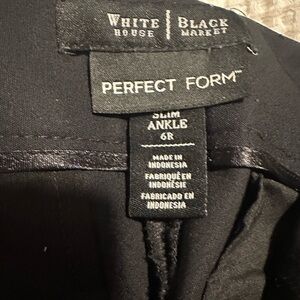 WHITE | BLACK
HOUSE | MARKET
PERFECT FORM™
SLIM
ANKLE
6R
MADE IN
INDONESIA
FABRIQUÉ EN
INDONÉSIE
FABRICADO EN
INDONESIA